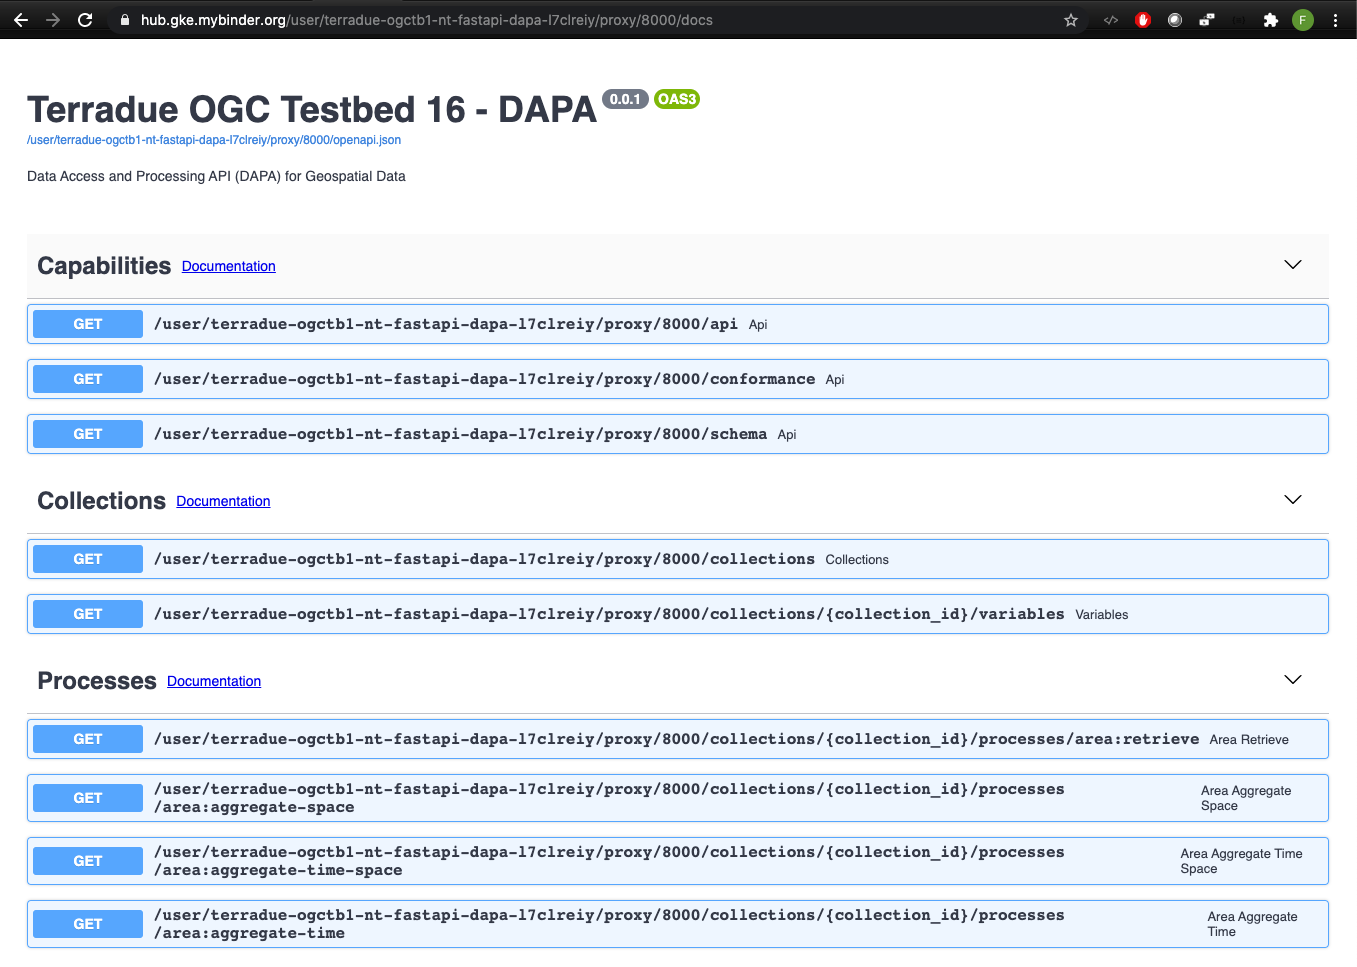 hub.gke.mybinder.org/user/terradue-ogctb1-nt-fastapi-dapa-l7clreiy/proxy/8000/docs
F
Terradue OGC Testbed 16 - DAPA 0.0.1 OAS3
/user/terradue-ogctb1-nt-fastapi-dapa-l7clreiy/proxy/8000/openapi.json
Data Access and Processing API (DAPA) for Geospatial Data
Capabilities Documentation
GET /user/terradue-ogctb1-nt-fastapi-dapa-l7clreiy/proxy/8000/api Api
GET /user/terradue-ogctb1-nt-fastapi-dapa-l7clreiy/proxy/8000/conformance Api
GET /user/terradue-ogctb1-nt-fastapi-dapa-l7clreiy/proxy/8000/schema Api
Collections Documentation
GET /user/terradue-ogctb1-nt-fastapi-dapa-l7clreiy/proxy/8000/collections Collections
GET /user/terradue-ogctb1-nt-fastapi-dapa-l7clreiy/proxy/8000/collections/{collection_id}/variables Variables
Processes Documentation
GET /user/terradue-ogctb1-nt-fastapi-dapa-l7clreiy/proxy/8000/collections/{collection_id}/processes/area:retrieve Area Retrieve
GET /user/terradue-ogctb1-nt-fastapi-dapa-l7clreiy/proxy/8000/collections/{collection_id}/processes
/area:aggregate-space
Area Aggregate
Space
GET /user/terradue-ogctb1-nt-fastapi-dapa-l7clreiy/proxy/8000/collections/{collection_id}/processes
/area:aggregate-time-space
Area Aggregate Time
Space
GET /user/terradue-ogctb1-nt-fastapi-dapa-l7clreiy/proxy/8000/collections/{collection_id}/processes
/area:aggregate-time
Area Aggregate
Time